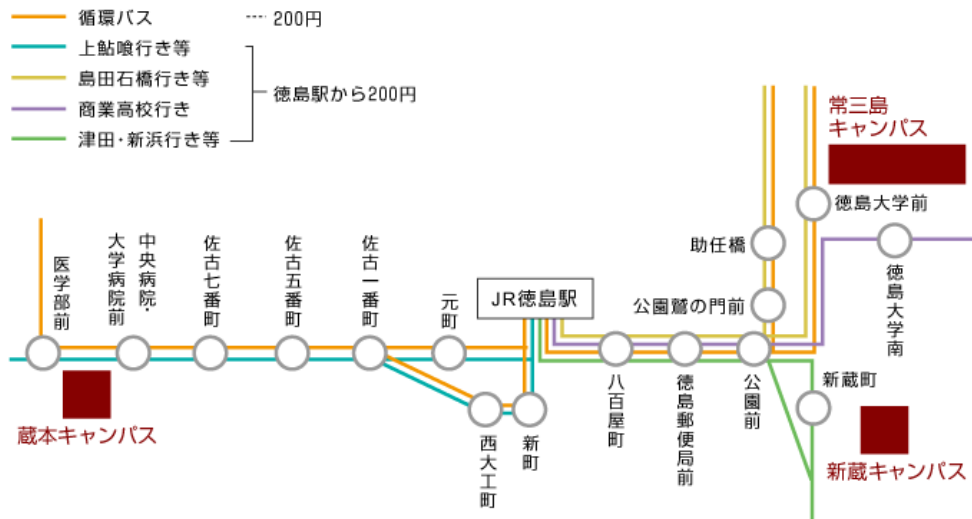 循環バス
200円
上鮎喰行き等
島田石橋行き等
商業高校行き
津田・新浜行き等
徳島駅から200円
常三島
キャンパス
徳島大学前
助任橋
徳島大学南
公園鷲の門前
JR徳島駅
医学部前
中央病院・
大学病院前
佐古七番町
佐古五番町
佐古一番町
元町
八百屋町
徳島郵便局前
公園前
新蔵町
西大工町
新町
蔵本キャンパス
新蔵キャンパス